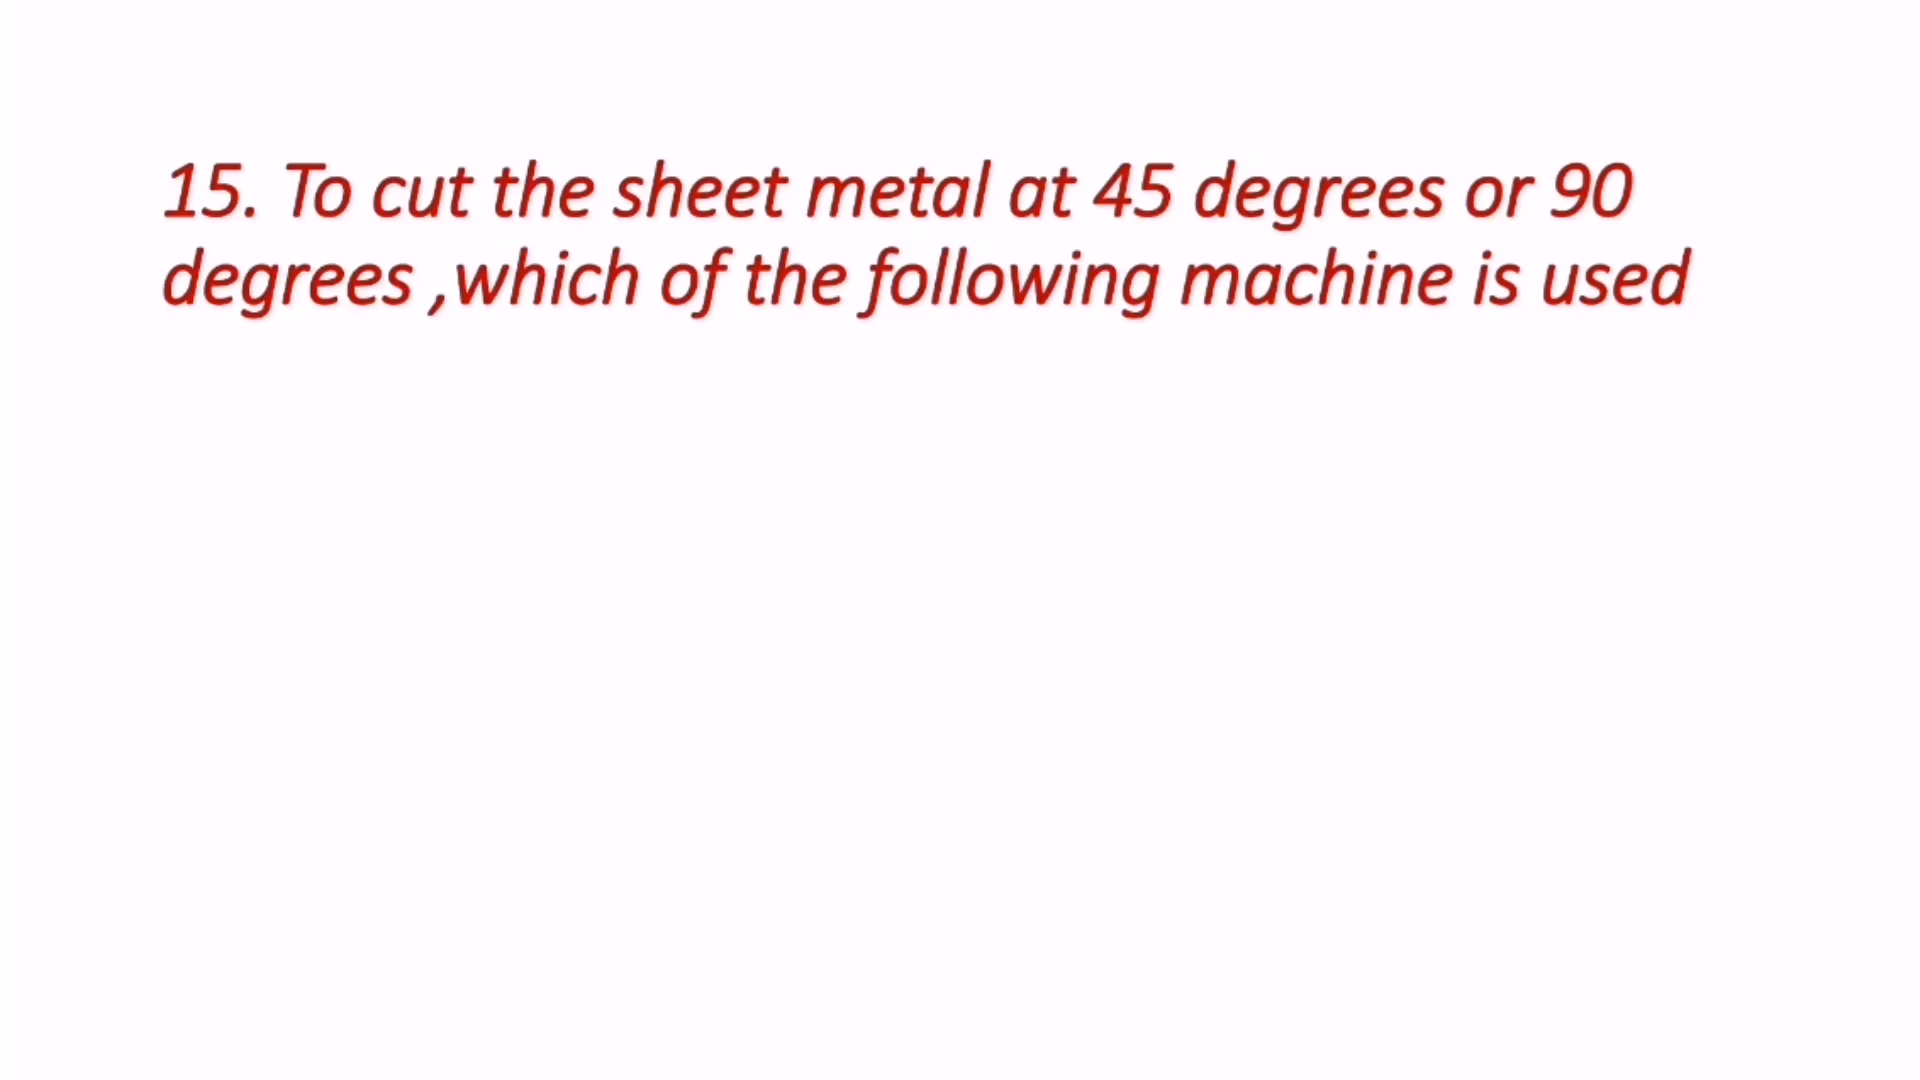 15. To cut the sheet metal at 45 degrees or 90
degrees ,which of the following machine is used